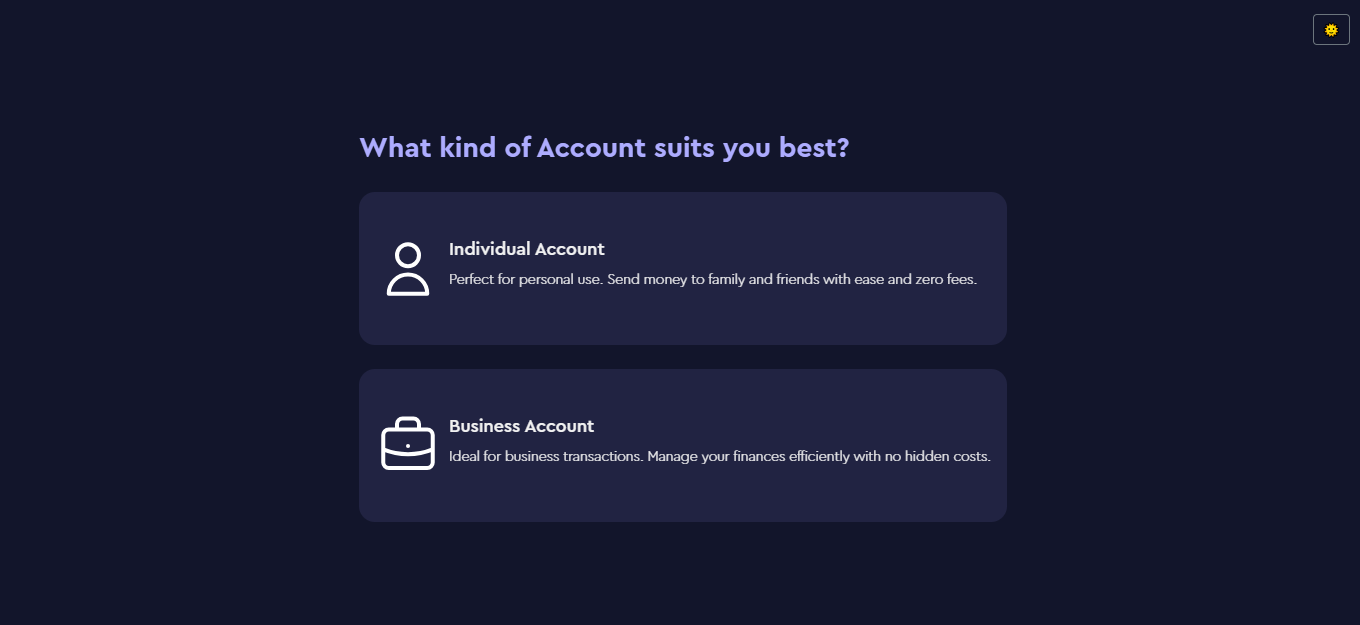 What kind of Account suits you best?
Individual Account
Perfect for personal use. Send money to family and friends with ease and zero fees.
Business Account
Ideal for business transactions. Manage your finances efficiently with no hidden costs.